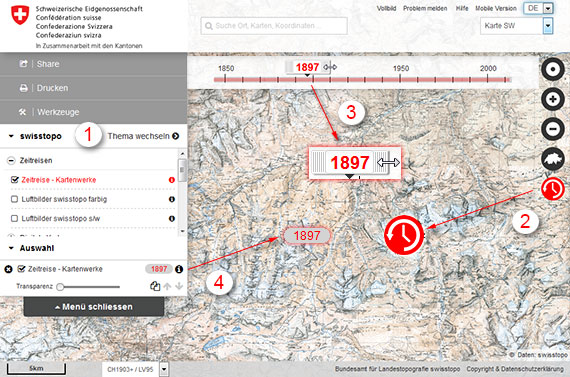 Schweizerische Eidgenossenschaft
Confédération suisse
Confederazione Svizzera
Confederaziun svizra
In Zusammenarbeit mit den Kantonen
Vollbild Problem melden Hilfe Mobile Version DE
Suche Ort, Karten, Koordinaten...
Karte SW
1850 1897 1950 2000
Share
Drucken
Werkzeuge
1
swisstopo Thema wechseln
3
Zeitreisen
1897
Zeitreise - Kartenwerke
Luftbilder swisstopo farbig
Luftbilder swisstopo s/w
2
Auswahl
1897
Zeitreise - Kartenwerke 1897
4
Transparenz
Menü schliessen
© Daten: swisstopo
5km CH1903+ / LV95 Bundesamt für Landestopografie swisstopo Copyright & Datenschutzerklärung